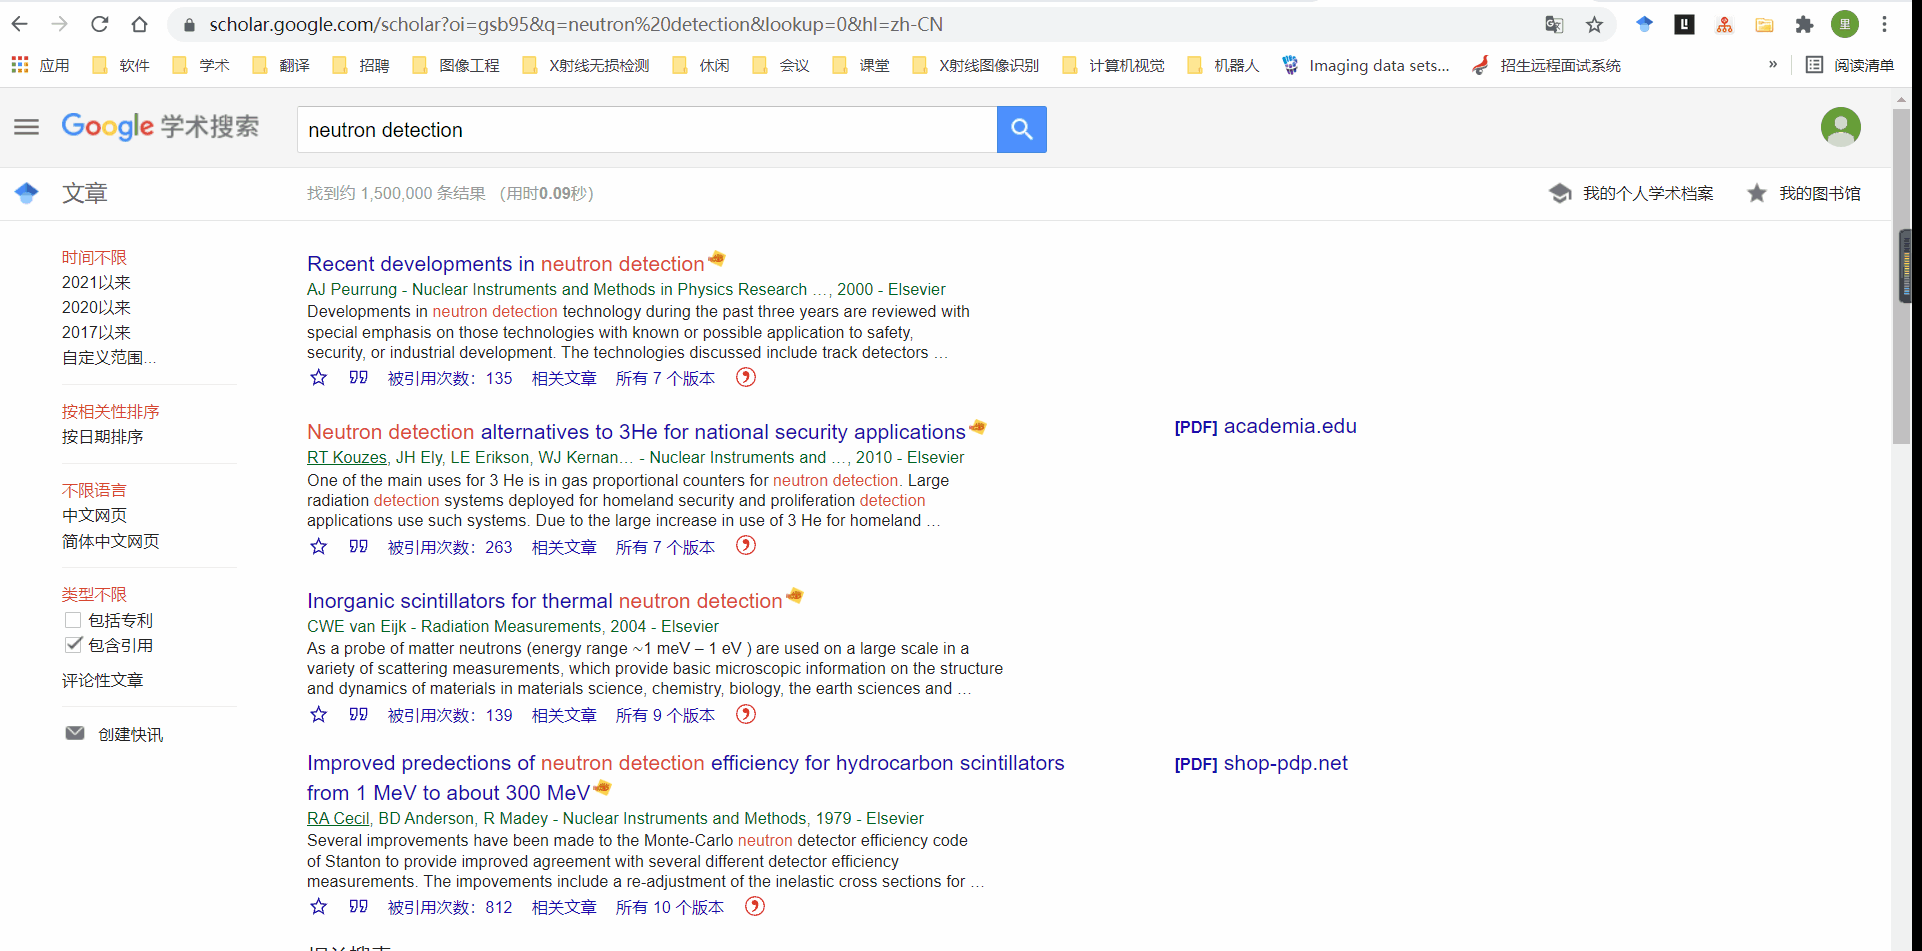 scholar.google.com/scholar?oi=gsb95&q=neutron%20detection&lookup=0&hl=zh-CN
里
应用 软件 学术 翻译 招聘 图像工程 X射线无损检测 休闲 会议 课堂 X射线图像识别 计算机视觉 机器人 Imaging data sets... 招生远程面试系统 » 阅读清单
Google 学术搜索
neutron detection
文章
找到约 1,500,000 条结果 （用时0.09秒）
我的个人学术档案
我的图书馆
时间不限
2021以来
2020以来
2017以来
自定义范围...
按相关性排序
按日期排序
不限语言
中文网页
简体中文网页
类型不限
包括专利
包含引用
评论性文章
创建快讯
Recent developments in neutron detection
AJ Peurrung - Nuclear Instruments and Methods in Physics Research …, 2000 - Elsevier
Developments in neutron detection technology during the past three years are reviewed with
special emphasis on those technologies with known or possible application to safety,
security, or industrial development. The technologies discussed include track detectors …
被引用次数：135 相关文章 所有 7 个版本
Neutron detection alternatives to 3He for national security applications
[PDF] academia.edu
RT Kouzes, JH Ely, LE Erikson, WJ Kernan… - Nuclear Instruments and …, 2010 - Elsevier
One of the main uses for 3 He is in gas proportional counters for neutron detection. Large
radiation detection systems deployed for homeland security and proliferation detection
applications use such systems. Due to the large increase in use of 3 He for homeland …
被引用次数：263 相关文章 所有 7 个版本
Inorganic scintillators for thermal neutron detection
CWE van Eijk - Radiation Measurements, 2004 - Elsevier
As a probe of matter neutrons (energy range ~1 meV – 1 eV ) are used on a large scale in a
variety of scattering measurements, which provide basic microscopic information on the structure
and dynamics of materials in materials science, chemistry, biology, the earth sciences and …
被引用次数：139 相关文章 所有 9 个版本
Improved predections of neutron detection efficiency for hydrocarbon scintillators
from 1 MeV to about 300 MeV
[PDF] shop-pdp.net
RA Cecil, BD Anderson, R Madey - Nuclear Instruments and Methods, 1979 - Elsevier
Several improvements have been made to the Monte-Carlo neutron detector efficiency code
of Stanton to provide improved agreement with several different detector efficiency
measurements. The impovements include a re-adjustment of the inelastic cross sections for …
被引用次数：812 相关文章 所有 10 个版本